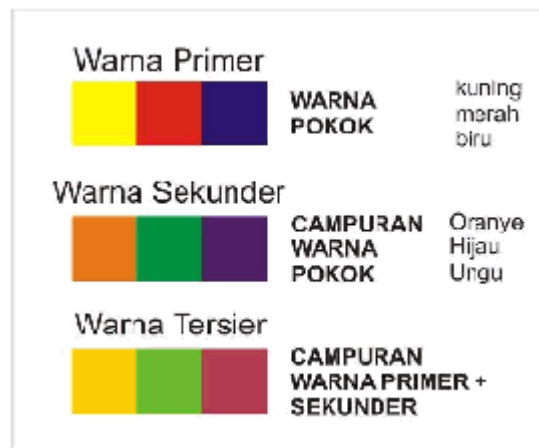 Warna Primer
WARNA
POKOK
kuning
merah
biru
Warna Sekunder
CAMPURAN
WARNA
POKOK
Oranye
Hijau
Ungu
Warna Tersier
CAMPURAN
WARNA PRIMER +
SEKUNDER